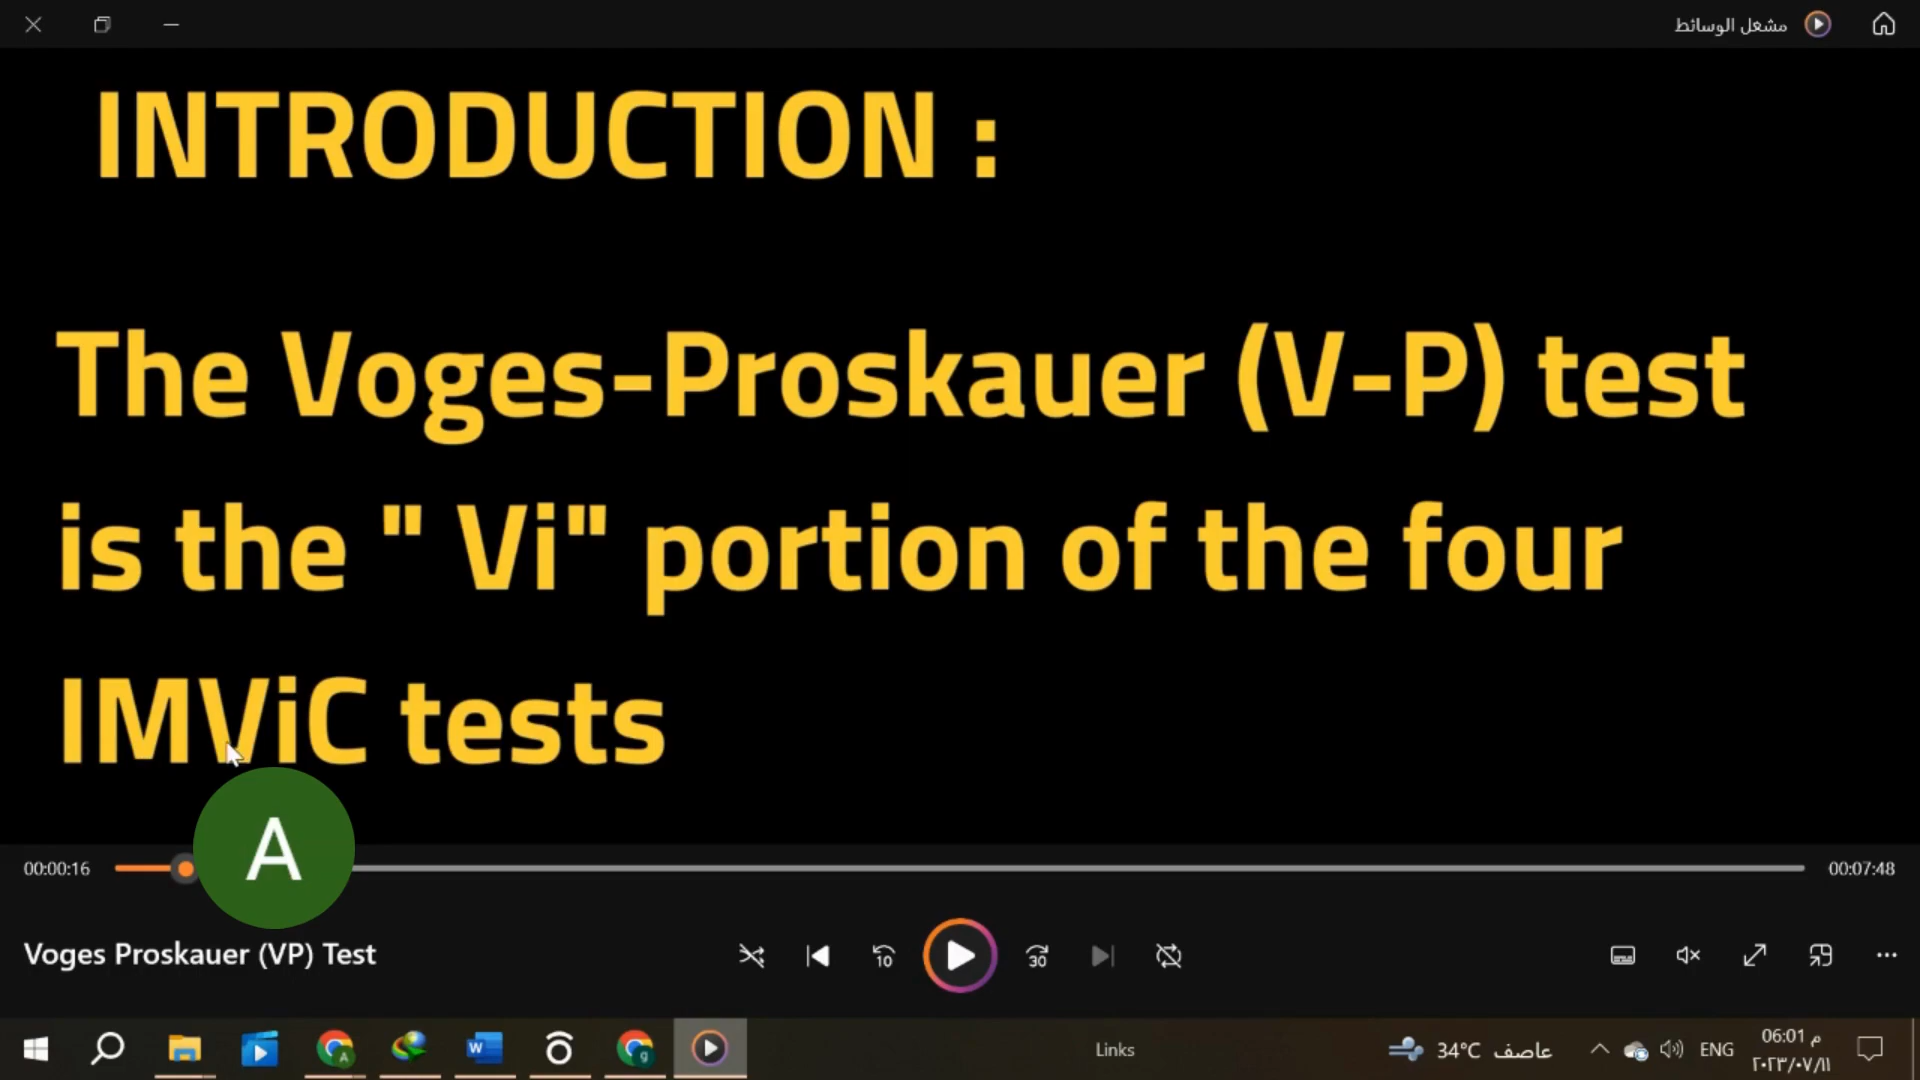 مشغل الوسائط
INTRODUCTION :
The Voges-Proskauer (V-P) test
is the " Vi" portion of the four
IMViC tests
A
00:00:16
00:07:48
Voges Proskauer (VP) Test
10
30
Links
34°C عاصف
ENG
06:01 م
٢٠٢٣/٠٧/١١